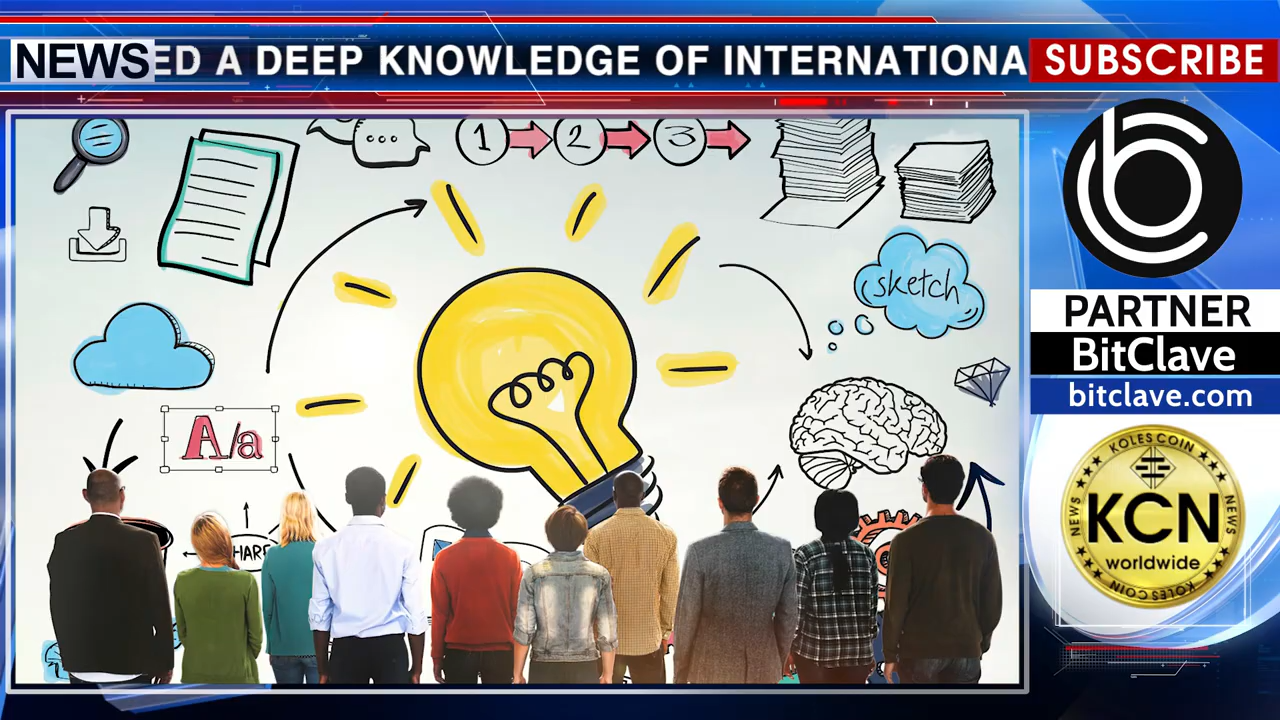 NEWS
ED A DEEP KNOWLEDGE OF INTERNATIONA
SUBSCRIBE
1 2 3
sketch
A/a
HARE
PARTNER
BitClave
bitclave.com
KOLES COIN
NEWS
KCN
NEWS
worldwide
KOLES COIN